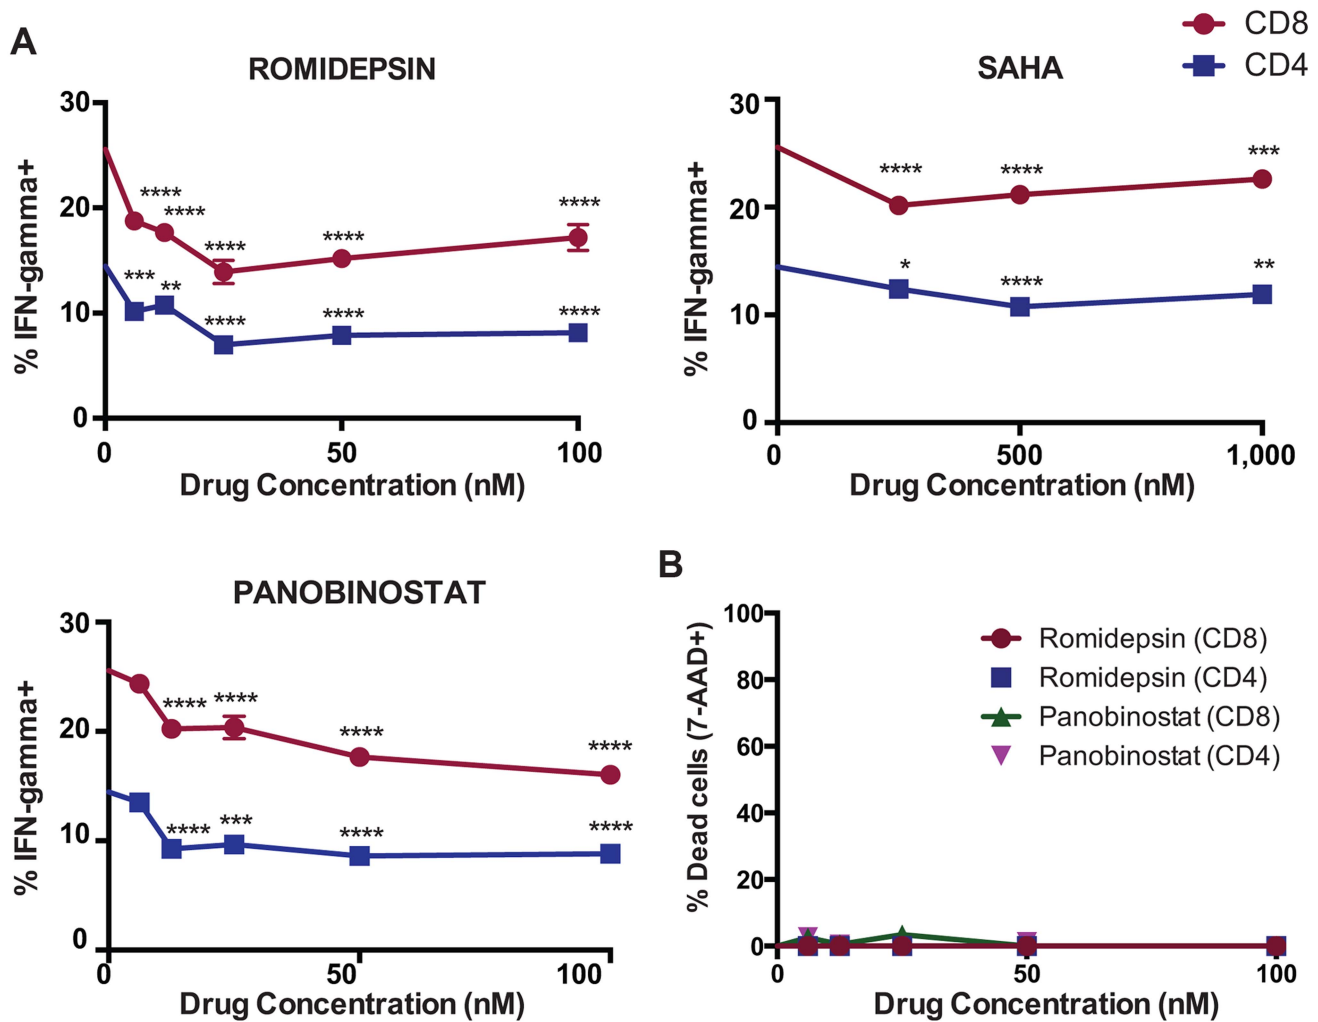 A
CD8
CD4
ROMIDEPSIN
% IFN-gamma+
30
20
10
0
****
****
****
****
****
***
**
****
****
****
0
50
100
Drug Concentration (nM)
SAHA
% IFN-gamma+
30
20
10
0
****
****
***
*
****
**
0
500
1,000
Drug Concentration (nM)
PANOBINOSTAT
% IFN-gamma+
30
20
10
0
****
****
****
****
****
***
****
****
0
50
100
Drug Concentration (nM)
B
% Dead cells (7-AAD+)
100
80
60
40
20
0
Romidepsin (CD8)
Romidepsin (CD4)
Panobinostat (CD8)
Panobinostat (CD4)
0
50
100
Drug Concentration (nM)